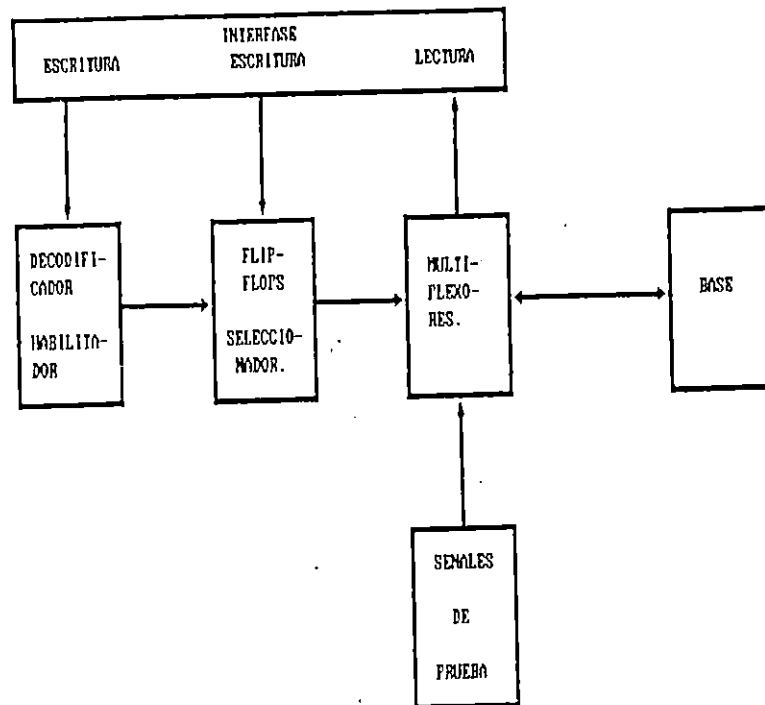 INTERFASE
ESCRITURA ESCRITURA LECTURA
DECODIFI-
CADOR
HABILITA-
DOR
FLIP-
FLOPS
SELECCIO-
NADOR.
MULTI-
PLEXO-
RES.
BASE
SENALES
DE
PRUEBA